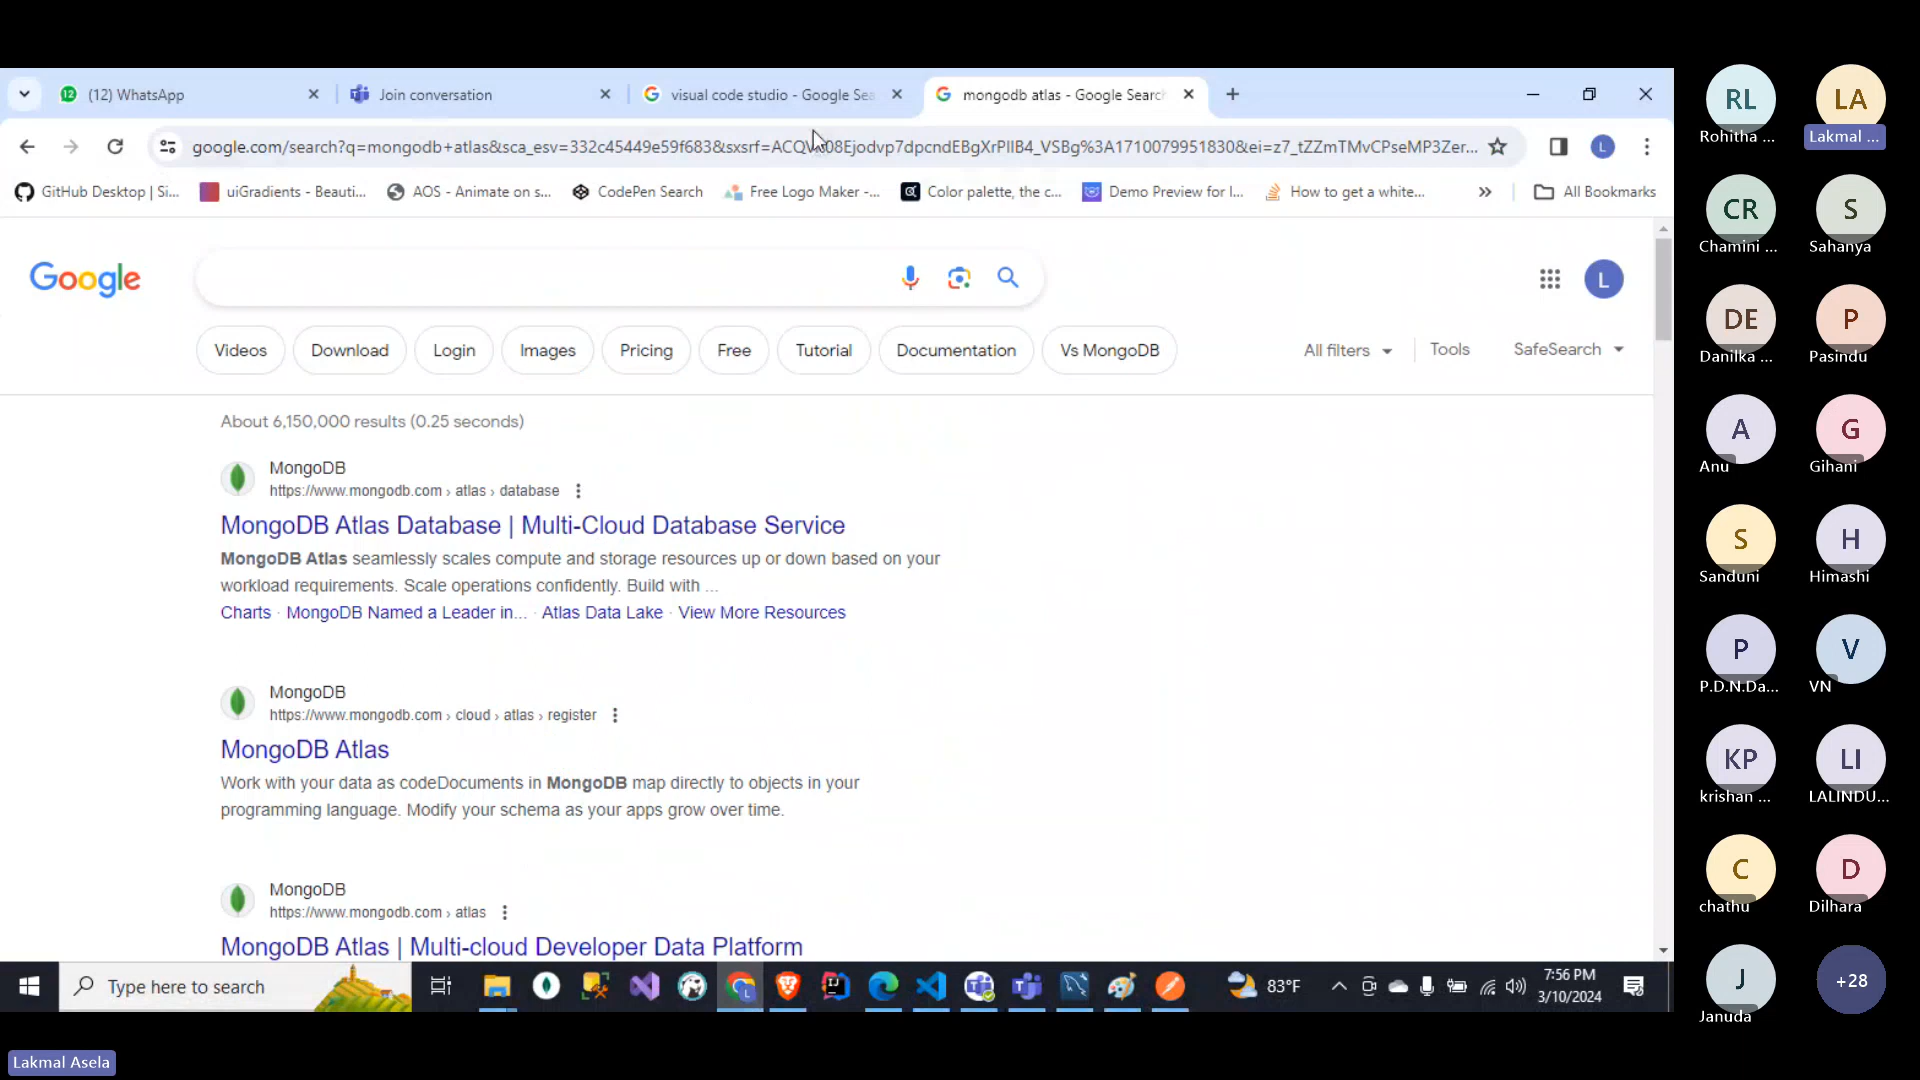 (12) WhatsApp
Join conversation
visual code studio - Google Sea
mongodb atlas - Google Search
google.com/search?q=mongodb+atlas&sca_esv=332c45449e59f683&sxsrf=
GitHub Desktop | Si...
uiGradients - Beauti...
AOS - Animate on s...
CodePen Search
Free Logo Maker -...
Color palette, the c...
Demo Preview for I...
How to get a white...
All Bookmarks
Google
L
Videos
Download
Login
Images
Pricing
Free
Tutorial
Documentation
Vs MongoDB
All filters
Tools
SafeSearch
About 6,150,000 results (0.25 seconds)
MongoDB
https://www.mongodb.com › atlas › database
MongoDB Atlas Database | Multi-Cloud Database Service
MongoDB Atlas seamlessly scales compute and storage resources up or down based on your
workload requirements. Scale operations confidently. Build with ...
Charts · MongoDB Named a Leader in... · Atlas Data Lake · View More Resources
MongoDB
https://www.mongodb.com › cloud › atlas › register
MongoDB Atlas
Work with your data as codeDocuments in MongoDB map directly to objects in your
programming language. Modify your schema as your apps grow over time.
MongoDB
https://www.mongodb.com › atlas
MongoDB Atlas | Multi-cloud Developer Data Platform
Type here to search
83°F
7:56 PM
3/10/2024
RL
Rohitha ...
LA
Lakmal ...
CR
Chamini ...
S
Sahanya
DE
Danilka ...
P
Pasindu
A
Anu
G
Gihani
S
Sanduni
H
Himashi
P
P.D.N.Da...
V
VN
KP
krishan ...
LI
LALINDU...
C
chathu
D
Dilhara
J
Januda
+28
Lakmal Asela